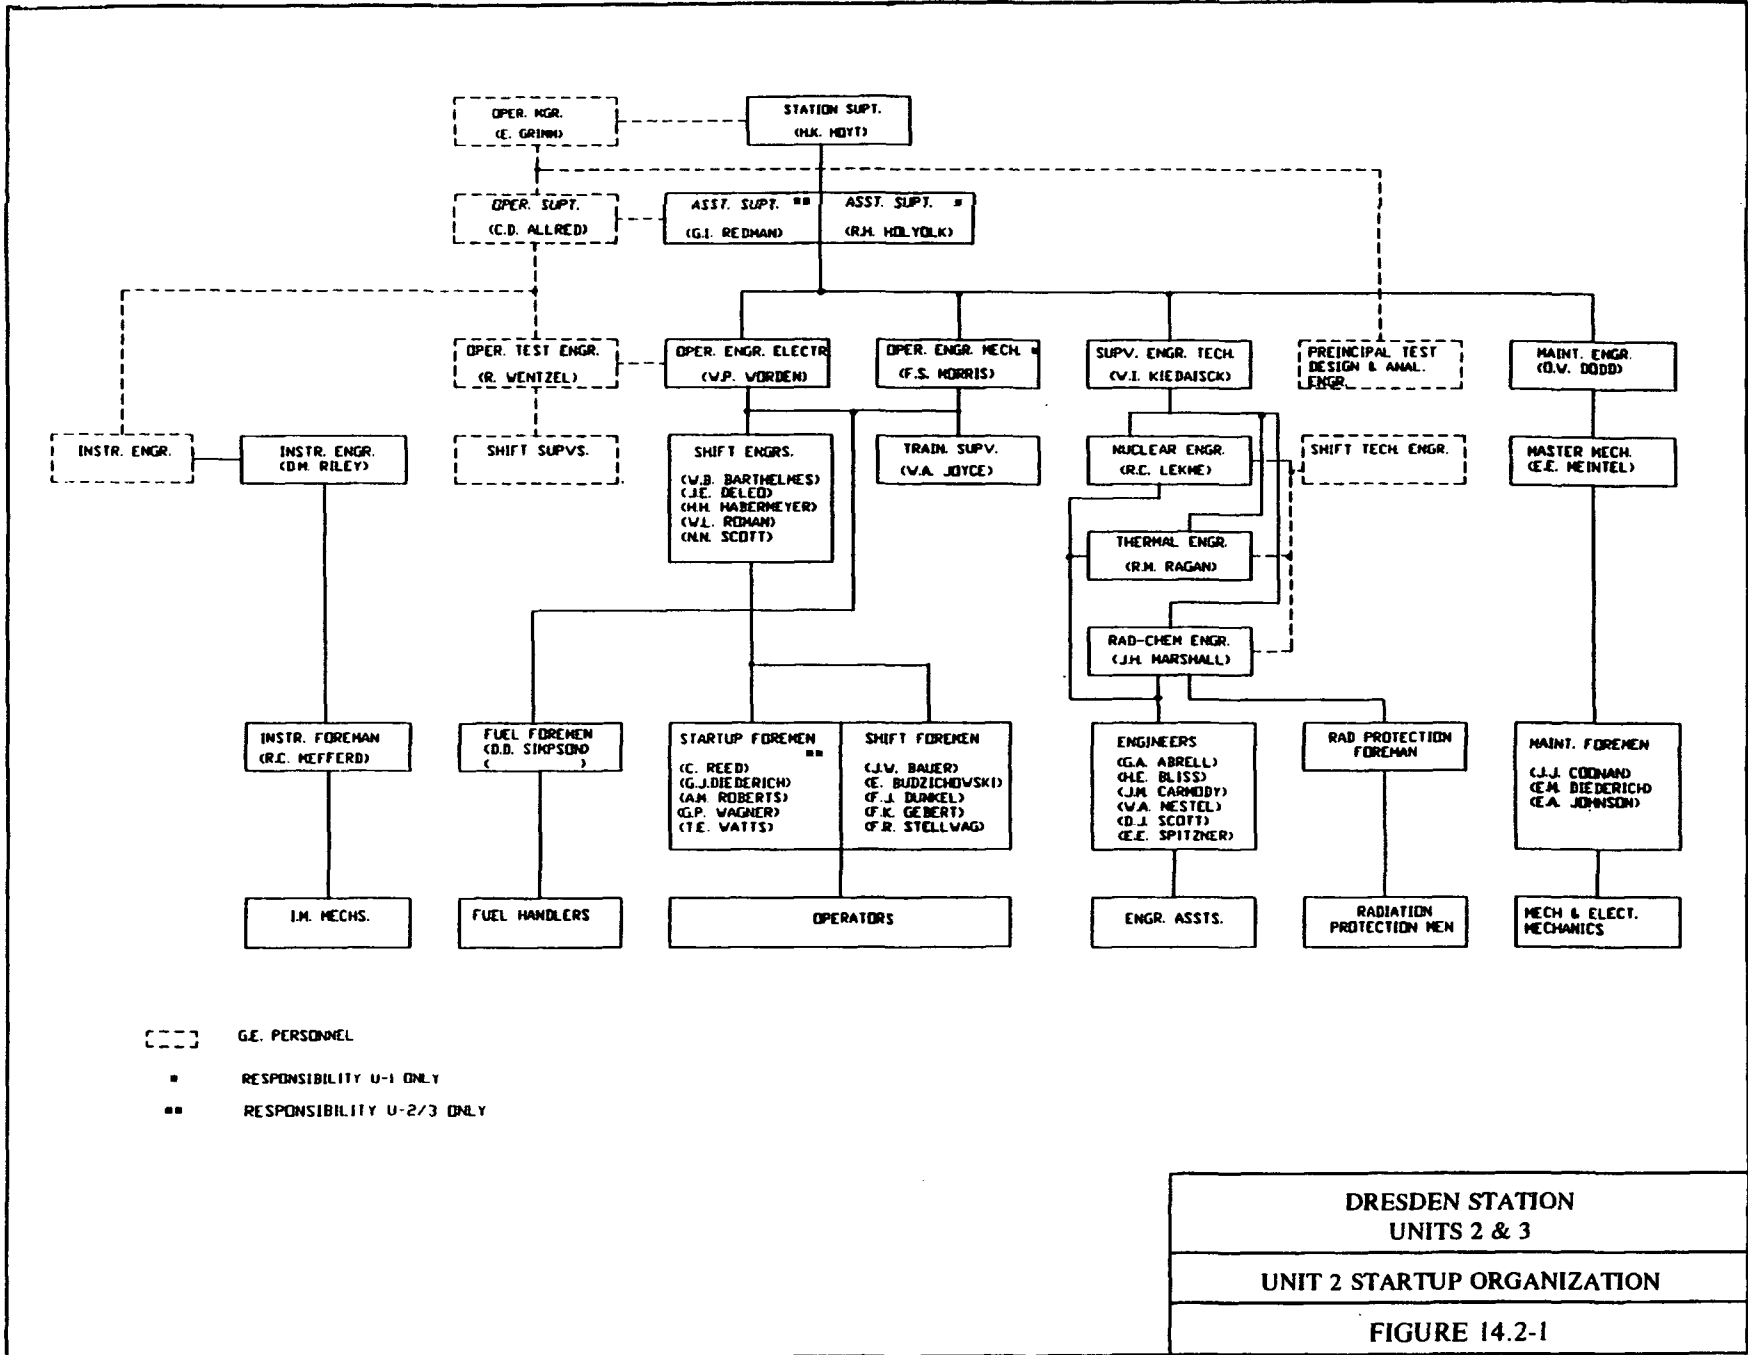 OPER. MGR.
(E. GRIMM)
STATION SUPT.
(H.K. HOYT)
OPER. SUPT.
(C.D. ALLRED)
ASST. SUPT. **
(G.I. REDMAN)
ASST. SUPT. *
(R.H. HOLYOLK)
OPER. TEST ENGR.
(R. WENTZEL)
OPER. ENGR. ELECTR
(W.P. WORDEN)
OPER. ENGR. MECH. *
(F.S. MORRIS)
SUPV. ENGR. TECH.
(W.I. KIEDAISCK)
PREINCIPAL TEST
DESIGN & ANAL.
ENGR.
MAINT. ENGR.
(O.W. DODD)
INSTR. ENGR.
INSTR. ENGR.
(D.M. RILEY)
SHIFT SUPVS.
SHIFT ENGRS.
(W.B. BARTHELMES)
(J.E. DELEO)
(H.H. HABERMEYER)
(W.L. ROMAN)
(N.N. SCOTT)
TRAIN. SUPV.
(W.A. JOYCE)
NUCLEAR ENGR.
(R.C. LEKME)
SHIFT TECH. ENGR.
MASTER MECH.
(E.E. MEINTEL)
THERMAL ENGR.
(R.M. RAGAN)
RAD-CHEM ENGR.
(J.H. MARSHALL)
INSTR. FOREMAN
(R.C. MEFFERD)
FUEL FOREMEN
(D.D. SIMPSON)
( )
STARTUP FOREMEN
**
(C. REED)
(G.J.DIEDERICH)
(A.M. ROBERTS)
(G.P. WAGNER)
(T.E. WATTS)
SHIFT FOREMEN
(J.W. BAUER)
(E. BUDZICHOWSKI)
(F.J. DUNKEL)
(F.K. GEBERT)
(F.R. STELLWAG)
ENGINEERS
(G.A. ABRELL)
(H.E. BLISS)
(J.M. CARMODY)
(W.A. NESTEL)
(D.J. SCOTT)
(E.E. SPITZNER)
RAD PROTECTION
FOREMAN
MAINT. FOREMEN
(J.J. COONAN)
(E.M. DIEDERICH)
(E.A. JOHNSON)
I.M. MECHS.
FUEL HANDLERS
OPERATORS
ENGR. ASSTS.
RADIATION
PROTECTION MEN
MECH & ELECT.
MECHANICS
G.E. PERSONNEL
* RESPONSIBILITY U-1 ONLY
** RESPONSIBILITY U-2/3 ONLY
DRESDEN STATION
UNITS 2 & 3
UNIT 2 STARTUP ORGANIZATION
FIGURE 14.2-1